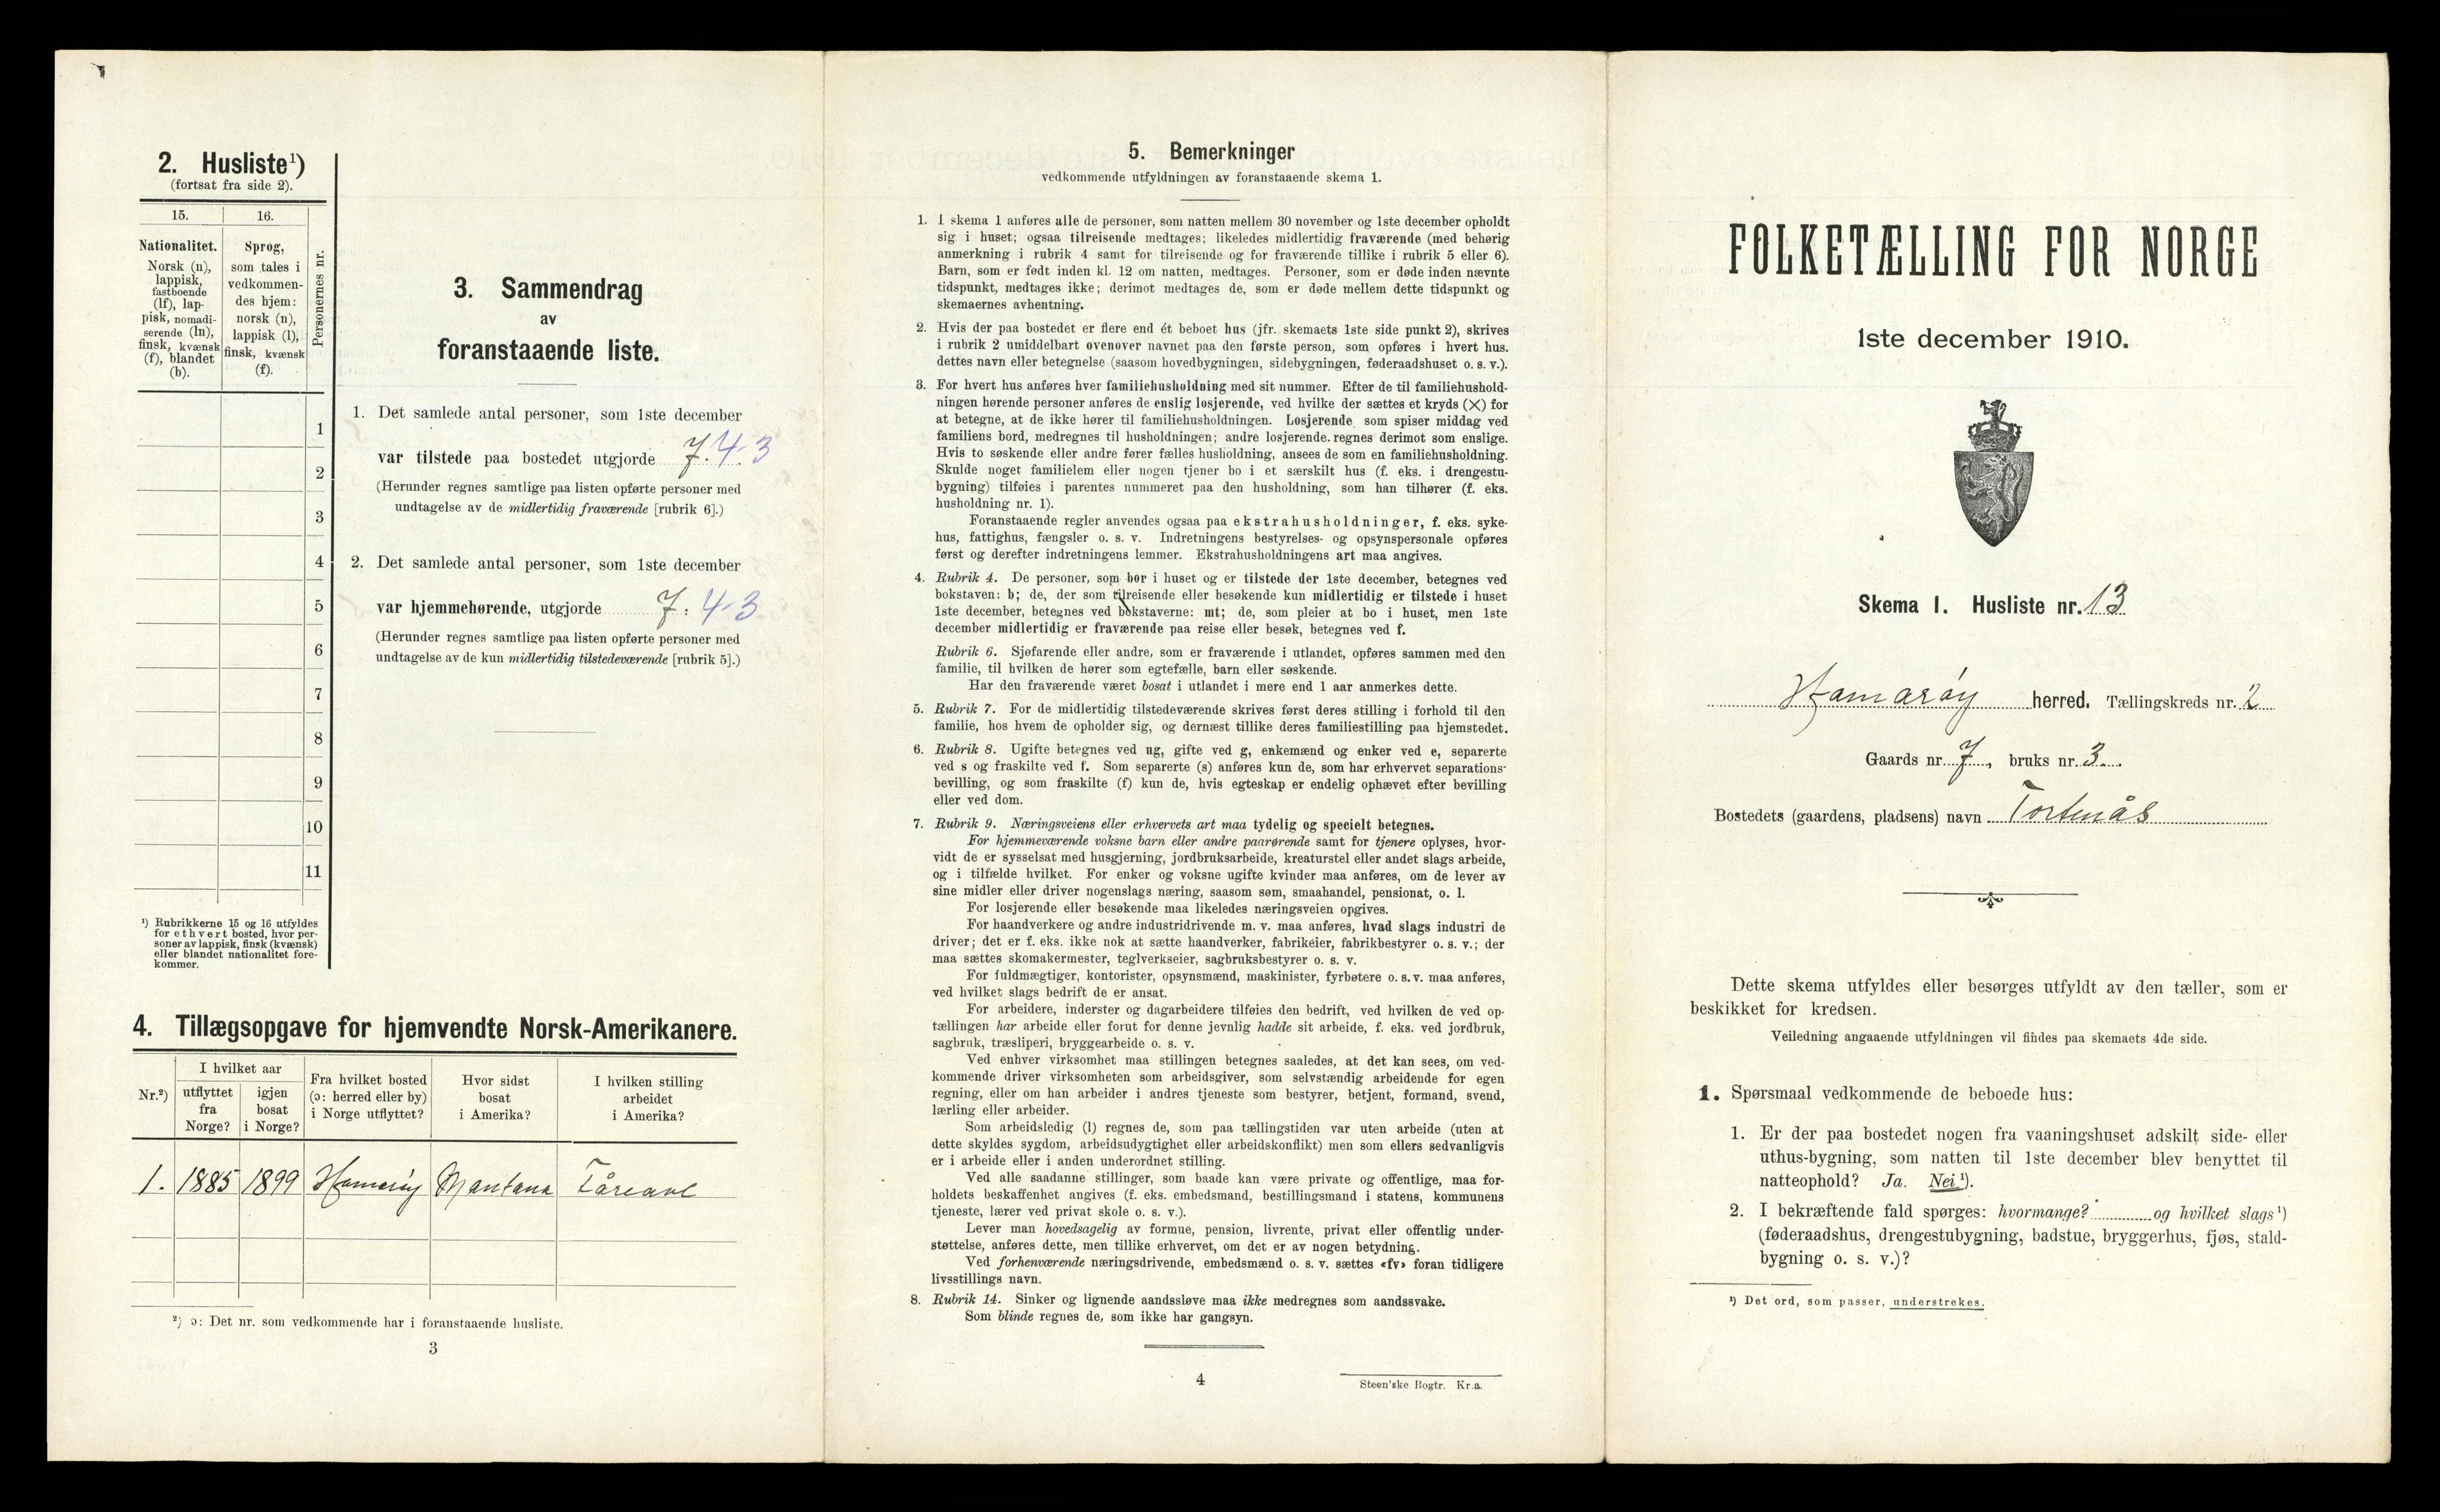 2. Husliste¹)
(fortsat fra side 2).
15. 16.
Personernes nr.
Nationalitet.
Norsk (n),
lappisk,
fastboende
(lf), lap-
pisk, nomadi-
serende (ln),
finsk, kvænsk
(f), blandet
(b).
Sprog,
som tales i
vedkommen-
des hjem:
norsk (n),
lappisk (l),
finsk, kvænsk
(f).
1
2
3
4
5
6
7
8
9
10
11
¹) Rubrikkerne 15 og 16 utfyldes
for ethvert bosted, hvor per-
soner av lappisk, finsk (kvænsk)
eller blandet nationalitet fore-
kommer.
3. Sammendrag
av
foranstaaende liste.
1. Det samlede antal personer, som 1ste december
var tilstede paa bostedet utgjorde 7. 4-3
(Herunder regnes samtlige paa listen opførte personer med
undtagelse av de midlertidig fraværende [rubrik 6].)
2. Det samlede antal personer, som 1ste december
var hjemmehørende, utgjorde 7. 4-3
(Herunder regnes samtlige paa listen opførte personer med
undtagelse av de kun midlertidig tilstedeværende [rubrik 5].)
4. Tillægsopgave for hjemvendte Norsk-Amerikanere.
Nr.²)
I hvilket aar
utflyttet
fra
Norge?
igjen
bosat
i Norge?
Fra hvilket bosted
(ɔ: herred eller by)
i Norge utflyttet?
Hvor sidst
bosat
i Amerika?
I hvilken stilling
arbeidet
i Amerika?
1. 1885 1899 Hamarøy Mantana
²) ɔ: Det nr. som vedkommende har i foranstaaende husliste.
3
5. Bemerkninger
vedkommende utfyldningen av foranstaaende skema 1.
1. I skema 1 anføres alle de personer, som natten mellem 30 november og 1ste december opholdt
sig i huset; ogsaa tilreisende medtages; likeledes midlertidig fraværende (med behørig
anmerkning i rubrik 4 samt for tilreisende og for fraværende tillike i rubrik 5 eller 6).
Barn, som er født inden kl. 12 om natten, medtages. Personer, som er døde inden nævnte
tidspunkt, medtages ikke; derimot medtages de, som er døde mellem dette tidspunkt og
skemaernes avhentning.
2. Hvis der paa bostedet er flere end ét beboet hus (jfr. skemaets 1ste side punkt 2), skrives
i rubrik 2 umiddelbart ovenover navnet paa den første person, som opføres i hvert hus.
dettes navn eller betegnelse (saasom hovedbygningen, sidebygningen, føderaadshuset o. s. v.).
3. For hvert hus anføres hver familiehusholdning med sit nummer. Efter de til familiehushold-
ningen hørende personer anføres de enslig losjerende, ved hvilke der sættes et kryds (×) for
at betegne, at de ikke hører til familiehusholdningen. Losjerende som spiser middag ved
familiens bord, medregnes til husholdningen; andre losjerende regnes derimot som enslige.
Hvis to søskende eller andre fører fælles husholdning, ansees de som en familiehusholdning.
Skulde noget familielem eller nogen tjener bo i et særskilt hus (f. eks. i drengestu-
bygning) tilføies i parentes nummeret paa den husholdning, som han tilhører (f. eks.
husholdning nr. 1).
Foranstaaende regler anvendes ogsaa paa ekstrahusholdninger, f. eks. syke-
hus, fattighus, fængsler o. s. v. Indretningens bestyrelses- og opsynspersonale opføres
først og derefter indretningens lemmer. Ekstrahusholdningens art maa angives.
4. Rubrik 4. De personer, som bor i huset og er tilstede der 1ste december, betegnes ved
bokstaven: b; de, der som tilreisende eller besøkende kun midlertidig er tilstede i huset
1ste december, betegnes ved bokstaverne: mt; de, som pleier at bo i huset, men 1ste
december midlertidig er fraværende paa reise eller besøk, betegnes ved f.
Rubrik 6. Sjøfarende eller andre, som er fraværende i utlandet, opføres sammen med den
familie, til hvilken de hører som egtefælle, barn eller søskende.
Har den fraværende været bosat i utlandet i mere end 1 aar anmerkes dette.
5. Rubrik 7. For de midlertidig tilstedeværende skrives først deres stilling i forhold til den
familie, hos hvem de opholder sig, og dernæst tillike deres familiestilling paa hjemstedet.
6. Rubrik 8. Ugifte betegnes ved ug, gifte ved g, enkemænd og enker ved e, separerte
ved s og fraskilte ved f. Som separerte (s) anføres kun de, som har erhvervet separations-
bevilling, og som fraskilte (f) kun de, hvis egteskap er endelig ophævet efter bevilling
eller ved dom.
7. Rubrik 9. Næringsveiens eller erhvervets art maa tydelig og specielt betegnes.
For hjemmeværende voksne barn eller andre paarørende samt for tjenere oplyses, hvor-
vidt de er sysselsat med husgjerning, jordbruksarbeide, kreaturstel eller andet slags arbeide,
og i tilfælde hvilket. For enker og voksne ugifte kvinder maa anføres, om de lever av
sine midler eller driver nogenslags næring, saasom søm, smaahandel, pensionat, o. l.
For losjerende eller besøkende maa likeledes næringsveien opgives.
For haandverkere og andre industridrivende m. v. maa anføres, hvad slags industri de
driver; det er f. eks. ikke nok at sætte haandverker, fabrikeier, fabrikbestyrer o. s. v.; der
maa sættes skomakermester, teglverkseier, sagbruksbestyrer o. s. v.
For fuldmægtiger, kontorister, opsynsmænd, maskinister, fyrbøtere o. s. v. maa anføres,
ved hvilket slags bedrift de er ansat.
For arbeidere, inderster og dagarbeidere tilføies den bedrift, ved hvilken de ved op-
tællingen har arbeide eller forut for denne jevnlig hadde sit arbeide, f. eks. ved jordbruk,
sagbruk, træsliperi, bryggearbeide o. s. v.
Ved enhver virksomhet maa stillingen betegnes saaledes, at det kan sees, om ved-
kommende driver virksomheten som arbeidsgiver, som selvstændig arbeidende for egen
regning, eller om han arbeider i andres tjeneste som bestyrer, betjent, formand, svend,
lærling eller arbeider.
Som arbeidsledig (l) regnes de, som paa tællingstiden var uten arbeide (uten at
dette skyldes sygdom, arbeidsudygtighet eller arbeidskonflikt) men som ellers sedvanligvis
er i arbeide eller i anden underordnet stilling.
Ved alle saadanne stillinger, som baade kan være private og offentlige, maa for-
holdets beskaffenhet angives (f. eks. embedsmand, bestillingsmand i statens, kommunens
tjeneste, lærer ved privat skole o. s. v.).
Lever man hovedsagelig av formue, pension, livrente, privat eller offentlig under-
støttelse, anføres dette, men tillike erhvervet, om det er av nogen betydning.
Ved forhenværende næringsdrivende, embedsmænd o. s. v. sættes «fv» foran tidligere
livsstillings navn.
8. Rubrik 14. Sinker og lignende aandssløve maa ikke medregnes som aandssvake.
Som blinde regnes de, som ikke har gangsyn.
4
Steen'ske Bogtr. Kr.a.
FOLKETÆLLING FOR NORGE
1ste december 1910.
Skema 1. Husliste nr. 13
Hamarøy herred. Tællingskreds nr. 2
Gaards nr. 7, bruks nr. 3.
Bostedets (gaardens, pladsens) navn Tortenås
Dette skema utfyldes eller besørges utfyldt av den tæller, som er
beskikket for kredsen.
Veiledning angaaende utfyldningen vil findes paa skemaets 4de side.
1. Spørsmaal vedkommende de beboede hus:
1. Er der paa bostedet nogen fra vaaningshuset adskilt side- eller
uthus-bygning, som natten til 1ste december blev benyttet til
natteophold? Ja. Nei¹).
2. I bekræftende fald spørges: hvormange? og hvilket slags¹)
(føderaadshus, drengestubygning, badstue, bryggerhus, fjøs, stald-
bygning o. s. v.)?
¹) Det ord, som passer, understrekes.